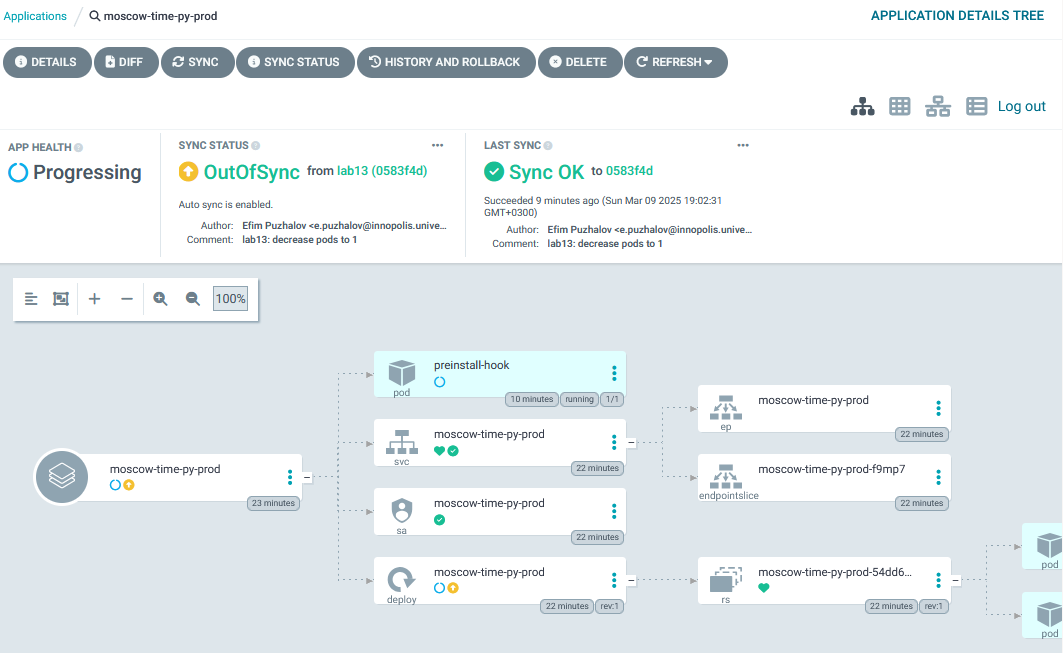 Applications / moscow-time-py-prod
APPLICATION DETAILS TREE
DETAILS DIFF SYNC SYNC STATUS HISTORY AND ROLLBACK DELETE REFRESH
Log out
APP HEALTH
Progressing
SYNC STATUS
OutOfSync from lab13 (0583f4d)
Auto sync is enabled.
Author: Efim Puzhalov <e.puzhalov@innopolis.unive...
Comment: lab13: decrease pods to 1
LAST SYNC
Sync OK to 0583f4d
Succeeded 9 minutes ago (Sun Mar 09 2025 19:02:31
GMT+0300)
Author: Efim Puzhalov <e.puzhalov@innopolis.unive...
Comment: lab13: decrease pods to 1
100%
moscow-time-py-prod
23 minutes
preinstall-hook
pod
10 minutes running 1/1
moscow-time-py-prod
svc
22 minutes
moscow-time-py-prod
sa
22 minutes
moscow-time-py-prod
deploy
22 minutes rev:1
moscow-time-py-prod
ep
22 minutes
moscow-time-py-prod-f9mp7
endpointslice
22 minutes
moscow-time-py-prod-54dd6...
rs
22 minutes rev:1
pod
pod